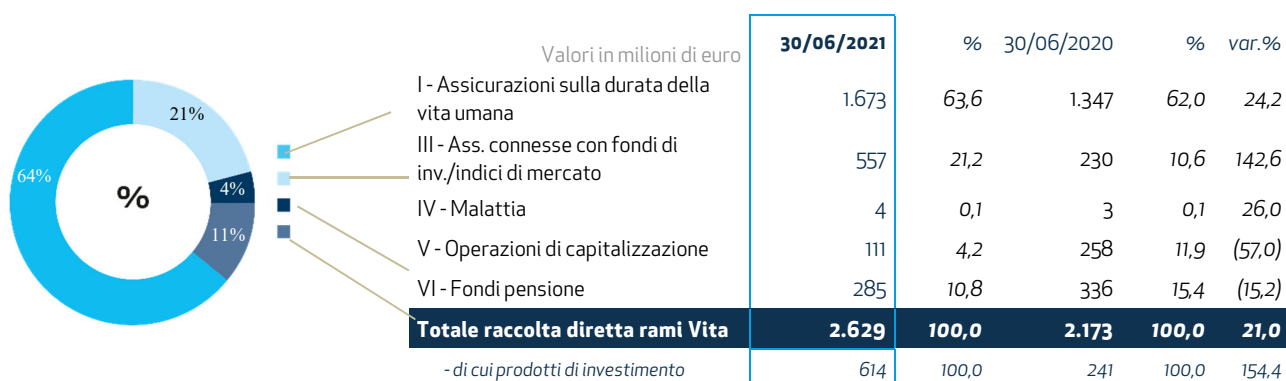 Valori in milioni di euro 30/06/2021 % 30/06/2020 % var.%
I - Assicurazioni sulla durata della
vita umana 1.673 63,6 1.347 62,0 24,2
III - Ass. connesse con fondi di
inv./indici di mercato 557 21,2 230 10,6 142,6
IV - Malattia 4 0,1 3 0,1 26,0
V - Operazioni di capitalizzazione 111 4,2 258 11,9 (57,0)
VI - Fondi pensione 285 10,8 336 15,4 (15,2)
Totale raccolta diretta rami Vita 2.629 100,0 2.173 100,0 21,0
- di cui prodotti di investimento 614 100,0 241 100,0 154,4
21%
64%
%
4%
11%